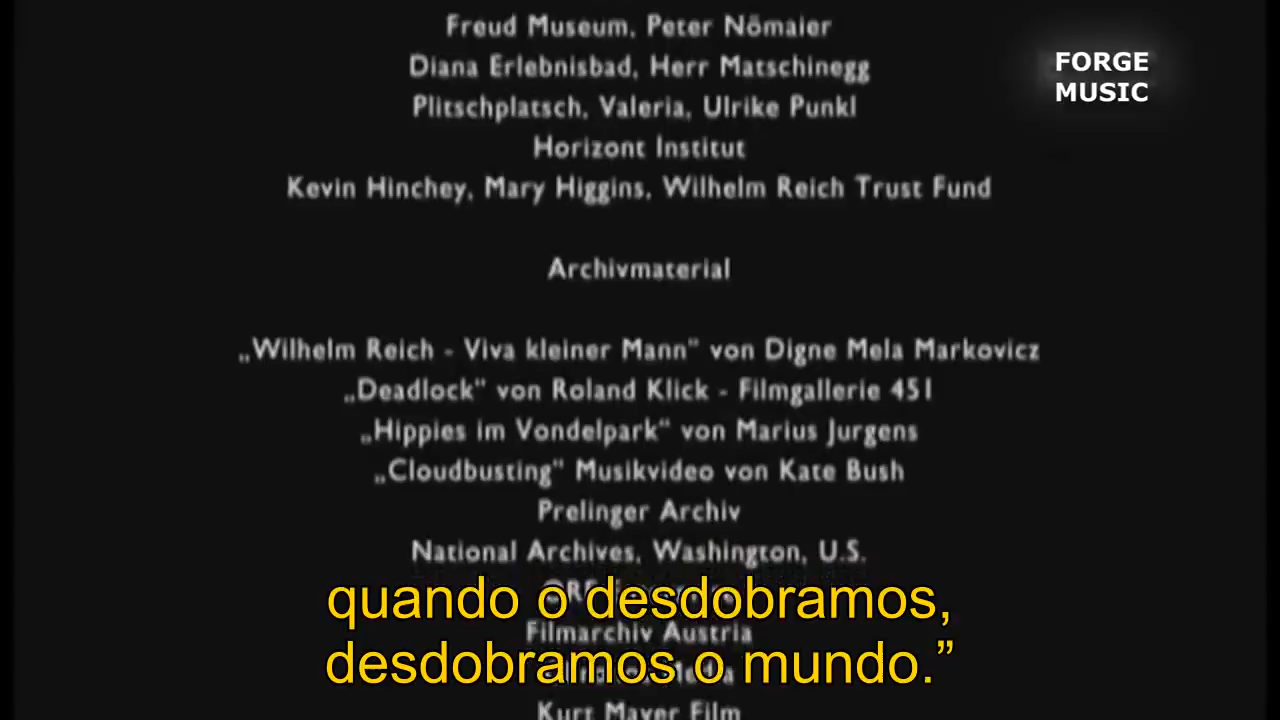 Freud Museum, Peter Nömaier
Diana Erlebnisbad, Herr Matschinegg
Plitschplatsch, Valeria, Ulrike Punkl
Horizont Institut
Kevin Hinchey, Mary Higgins, Wilhelm Reich Trust Fund
FORGE
MUSIC
Archivmaterial
„Wilhelm Reich - Viva kleiner Mann" von Digne Mela Markovicz
„Deadlock" von Roland Klick - Filmgallerie 451
„Hippies im Vondelpark" von Marius Jurgens
„Cloudbusting" Musikvideo von Kate Bush
Prelinger Archiv
National Archives, Washington, U.S.
quando o desdobramos,
Filmarchiv Austria
desdobramos o mundo.”
Kurt Mayer Film